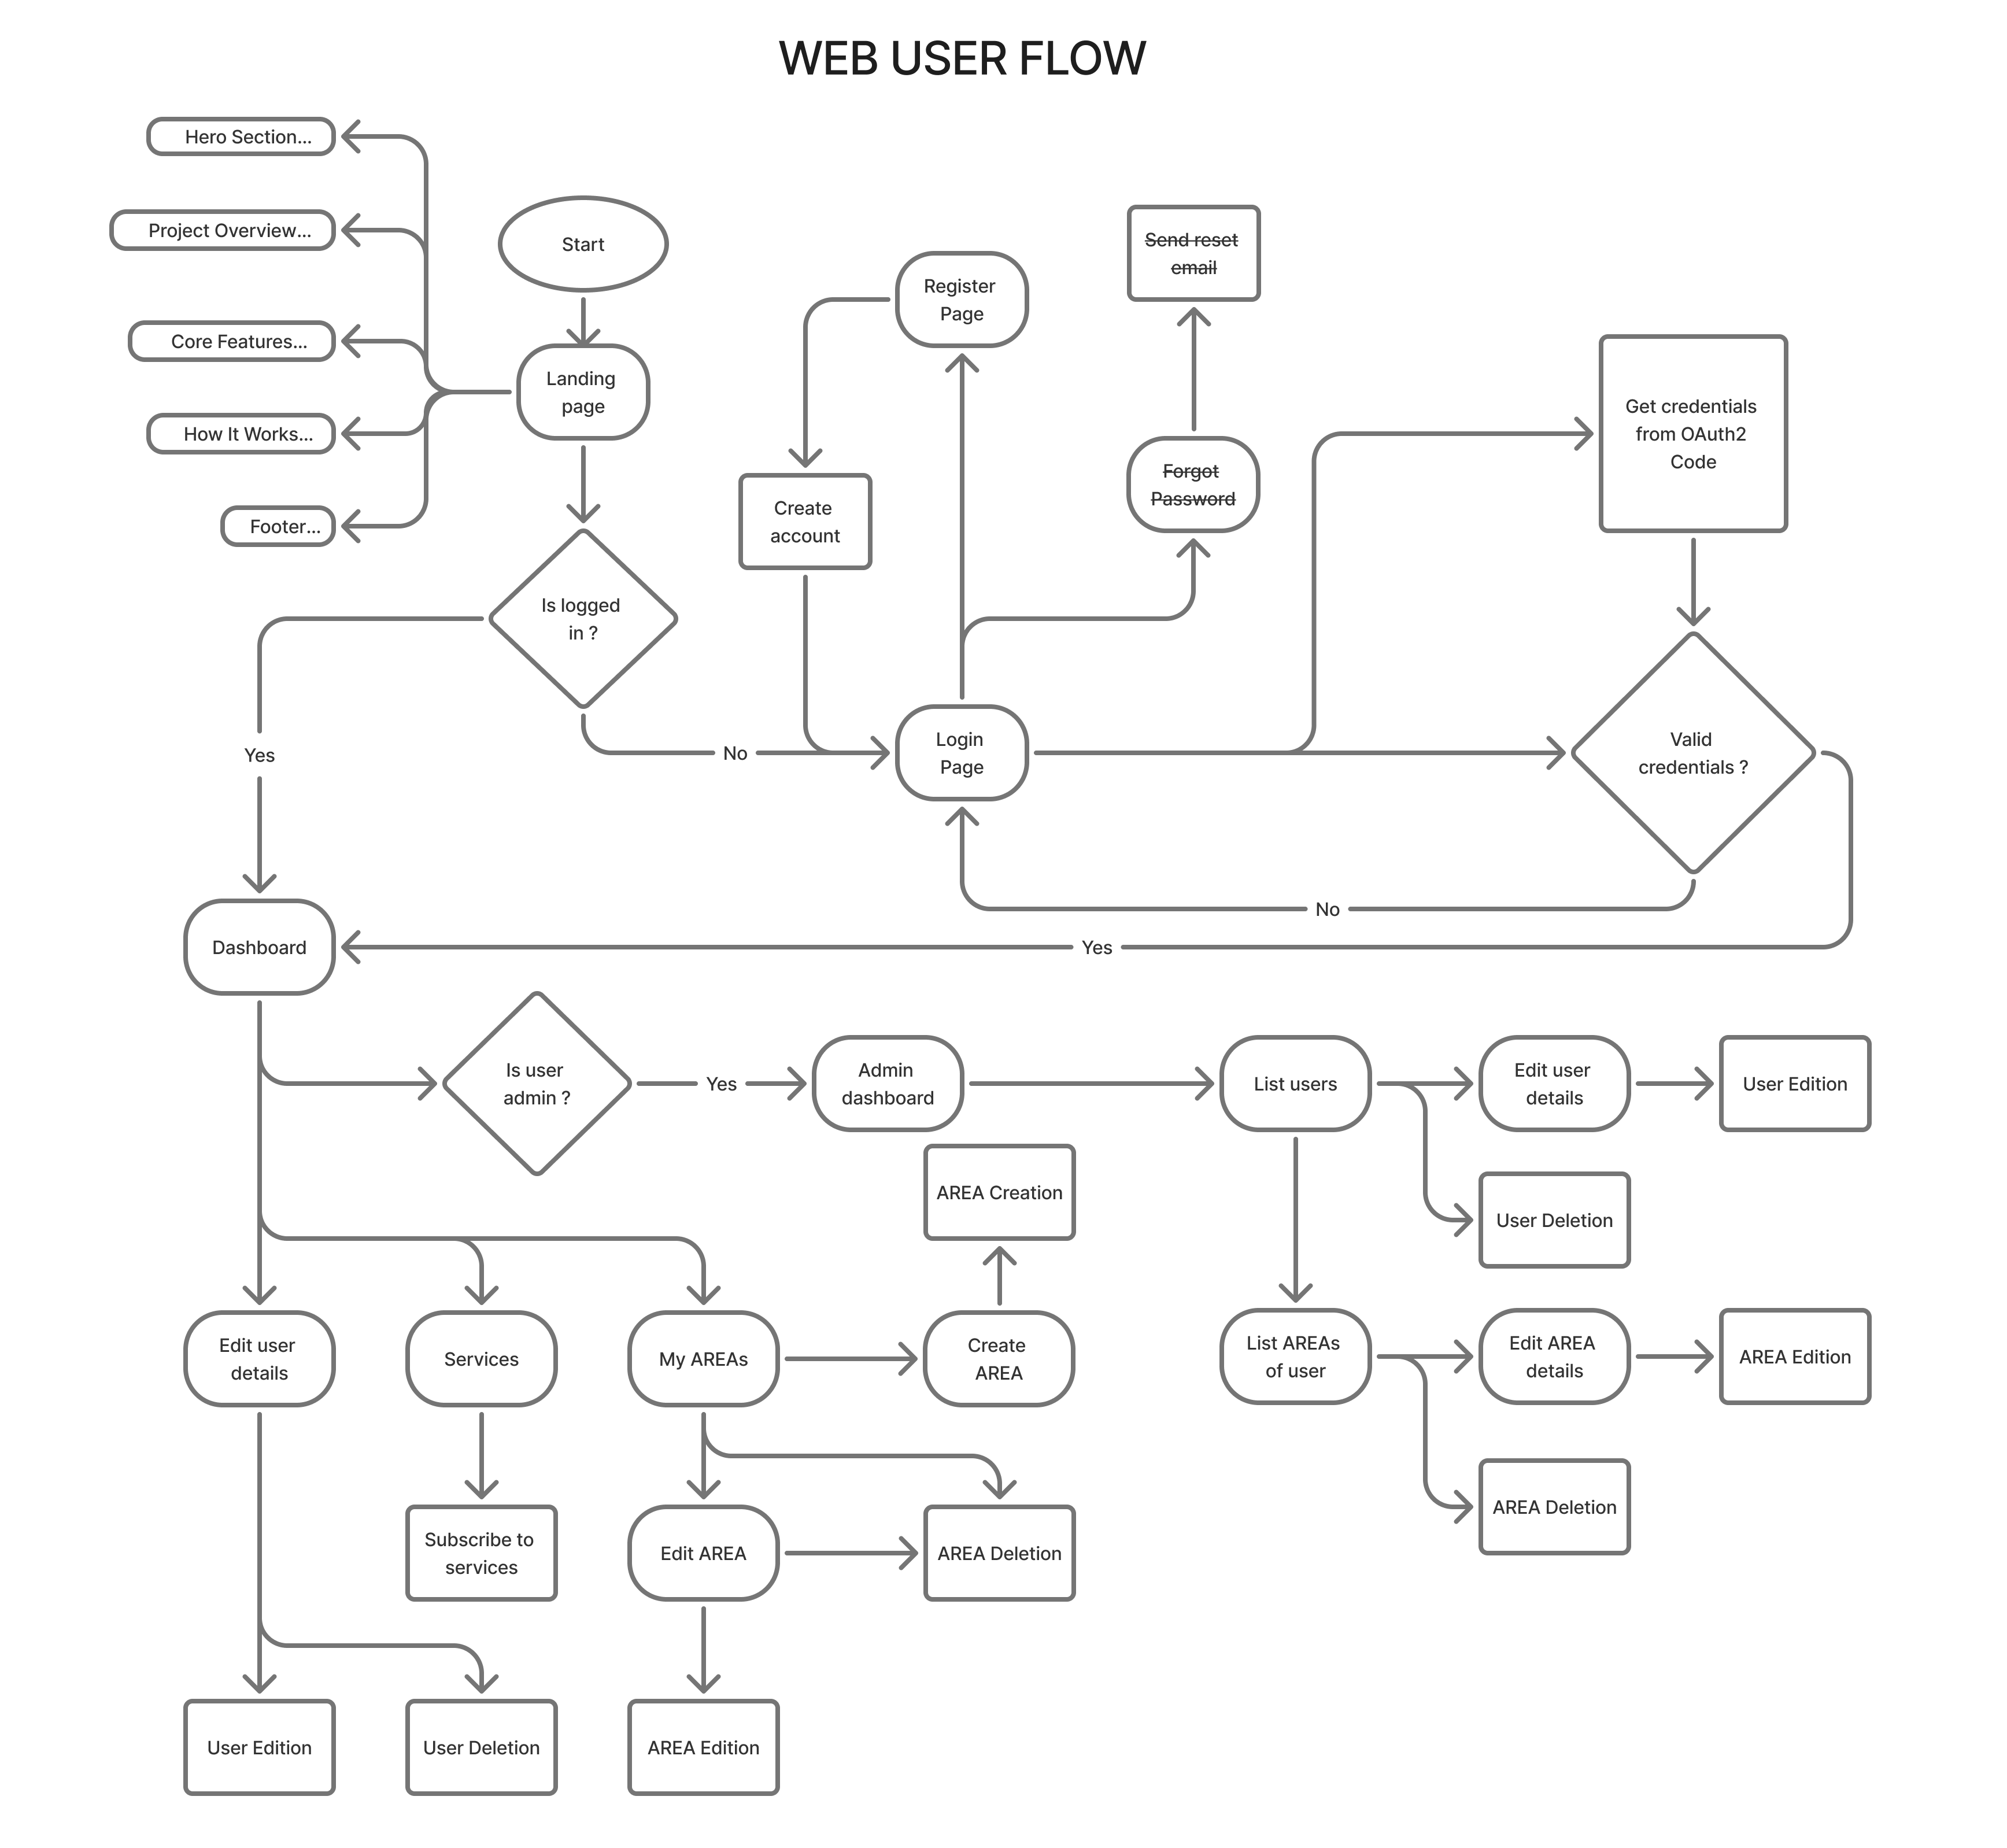 WEB USER FLOW
Hero Section...
Project Overview...
Core Features...
How It Works...
Footer...
Start
Landing
page
Is logged
in ?
Yes
No
Register
Page
Create
account
Login
Page
Send reset
email
Forgot
Password
Get credentials
from OAuth2
Code
Valid
credentials ?
No
Yes
Dashboard
Is user
admin ?
Yes
Admin
dashboard
List users
Edit user
details
User Edition
User Deletion
List AREAs
of user
Edit AREA
details
AREA Edition
AREA Deletion
AREA Creation
Edit user
details
Services
My AREAs
Create
AREA
Subscribe to
services
Edit AREA
AREA Deletion
User Edition
User Deletion
AREA Edition